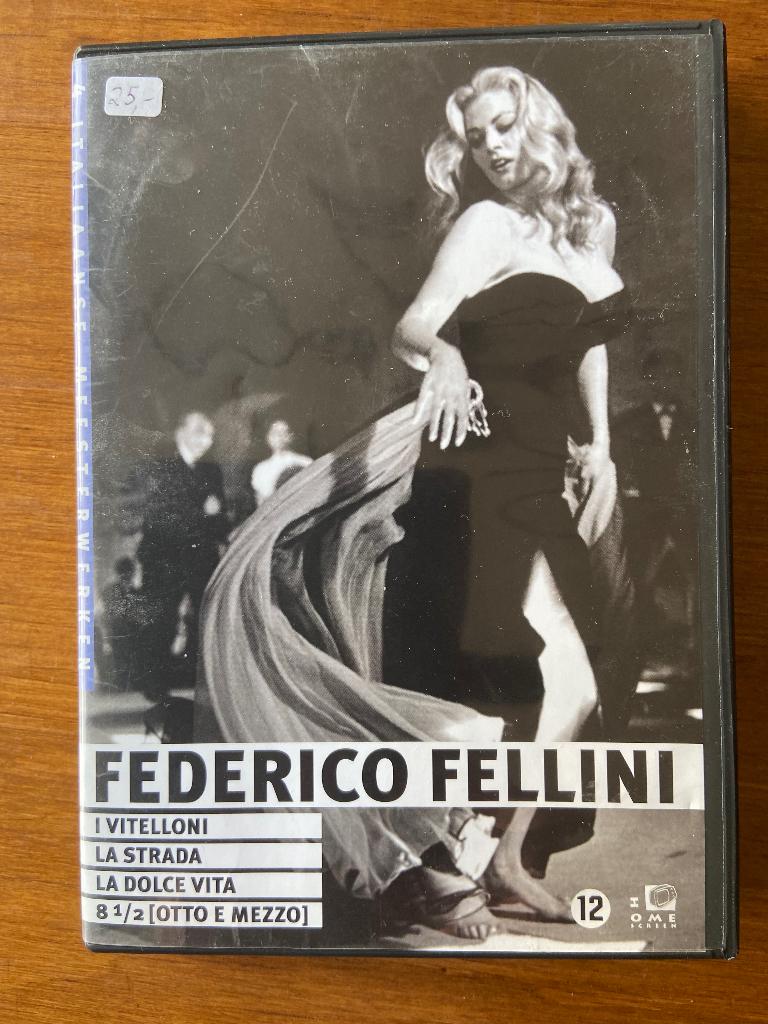 25,-
4 ITALIAANSE MEESTERWERKEN
FEDERICO FELLINI
I VITELLONI
LA STRADA
LA DOLCE VITA
8 1/2 [OTTO E MEZZO]
12
HOME
SCREEN